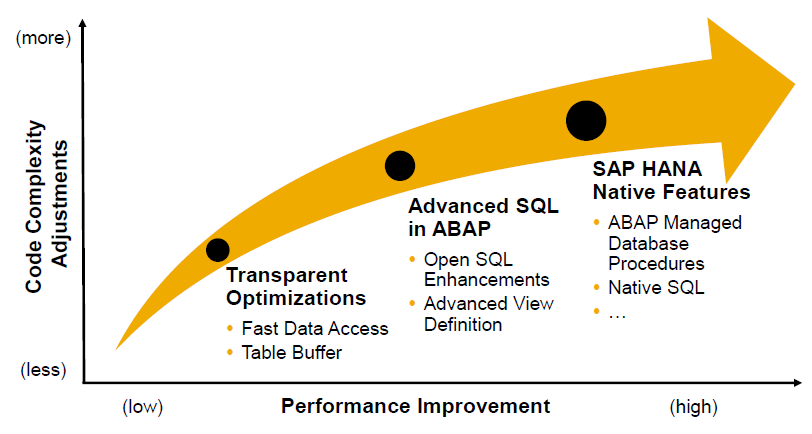 (more)
Code Complexity
Adjustments
(less)
Transparent
Optimizations
• Fast Data Access
• Table Buffer
Advanced SQL
in ABAP
• Open SQL
Enhancements
• Advanced View
Definition
SAP HANA
Native Features
• ABAP Managed
Database
Procedures
• Native SQL
• …
(low)
Performance Improvement
(high)